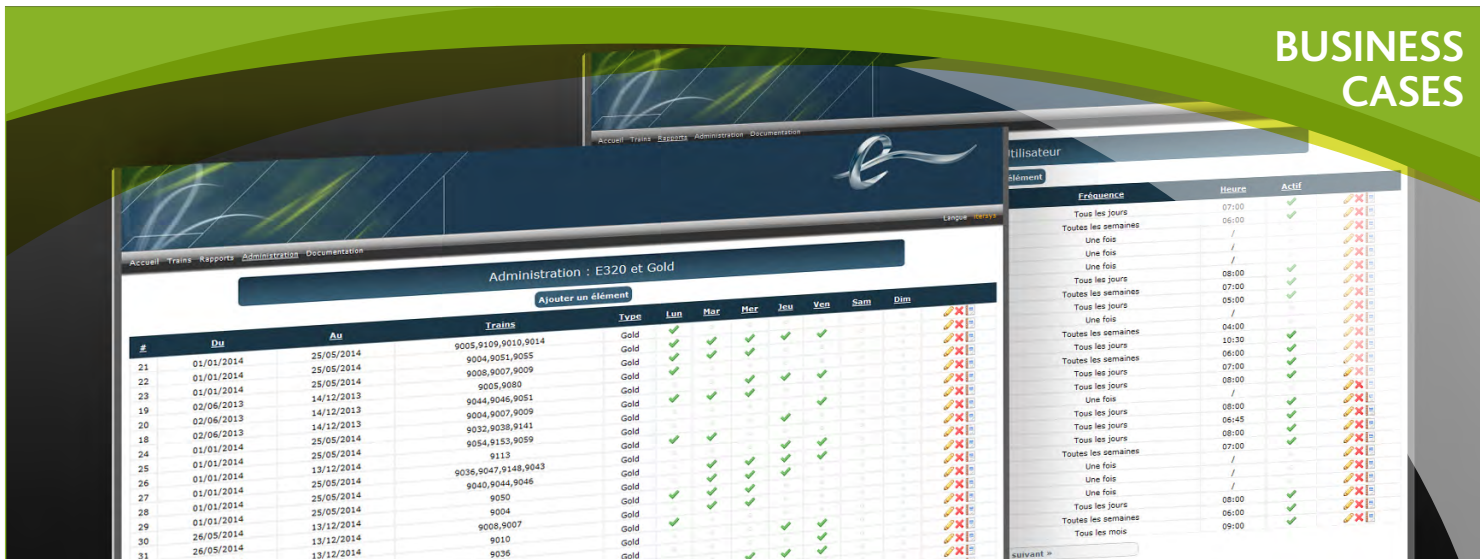 BUSINESS
CASES
Accueil Trains Rapports Administration Documentation
Utilisateur
élément
Fréquence Heure Actif
Tous les jours 07:00
Toutes les semaines 06:00
Une fois /
Une fois /
Une fois /
Tous les jours 08:00
Toutes les semaines 07:00
Tous les jours 05:00
Une fois /
Toutes les semaines 04:00
Tous les jours 10:30
Toutes les semaines 06:00
Tous les jours 07:00
Tous les jours 08:00
Une fois /
Tous les jours 08:00
Tous les jours 06:45
Tous les jours 08:00
Toutes les semaines 07:00
Une fois /
Une fois /
Une fois /
Tous les jours 08:00
Toutes les semaines 06:00
Tous les mois 09:00
suivant »
Langue itersys
Accueil Trains Rapports Administration Documentation
Administration : E320 et Gold
Ajouter un élément
# Du Au Trains Type Lun Mar Mer Jeu Ven Sam Dim
21 01/01/2014 25/05/2014 9005,9109,9010,9014 Gold
22 01/01/2014 25/05/2014 9004,9051,9055 Gold
23 01/01/2014 25/05/2014 9008,9007,9009 Gold
19 02/06/2013 14/12/2013 9005,9080 Gold
20 02/06/2013 14/12/2013 9044,9046,9051 Gold
18 02/06/2013 14/12/2013 9004,9007,9009 Gold
24 01/01/2014 25/05/2014 9032,9038,9141 Gold
25 01/01/2014 25/05/2014 9054,9153,9059 Gold
26 01/01/2014 13/12/2014 9113 Gold
27 01/01/2014 25/05/2014 9036,9047,9148,9043 Gold
28 01/01/2014 25/05/2014 9040,9044,9046 Gold
29 01/01/2014 25/05/2014 9050 Gold
30 26/05/2014 13/12/2014 9004 Gold
31 26/05/2014 13/12/2014 9008,9007 Gold
13/12/2014 9010 Gold
9036 Gold